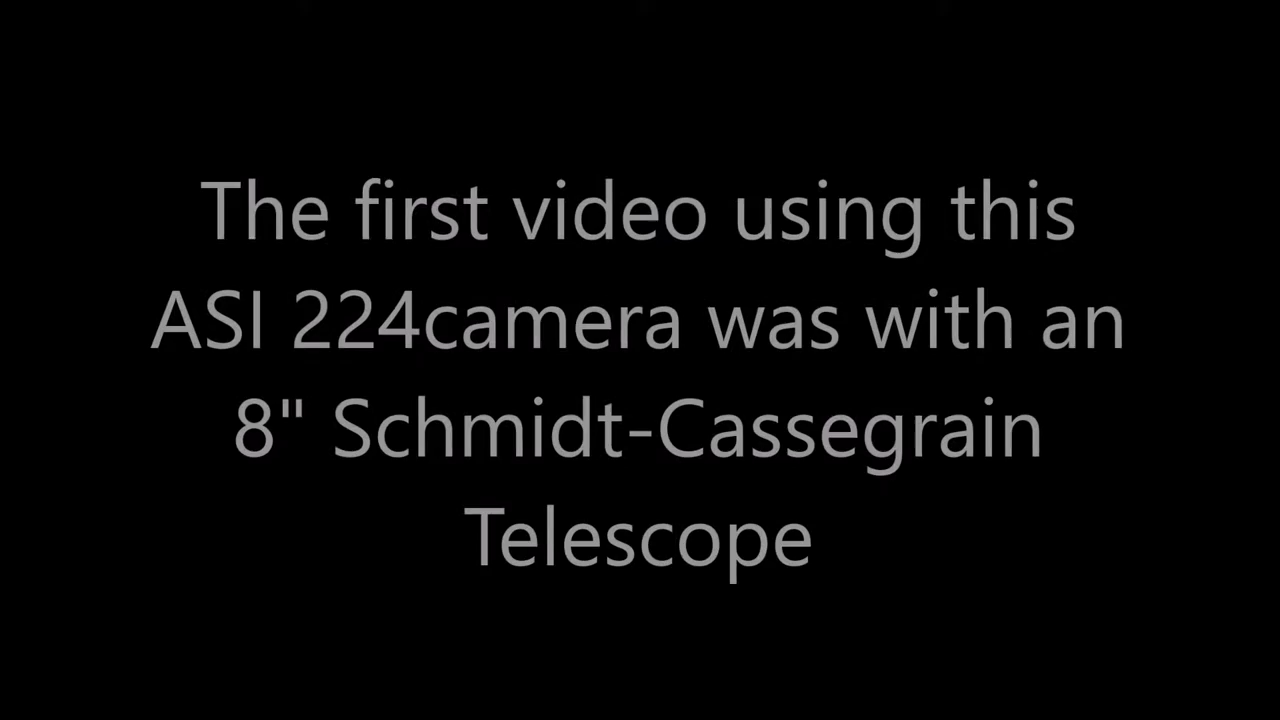 The first video using this
ASI 224camera was with an
8" Schmidt-Cassegrain
Telescope